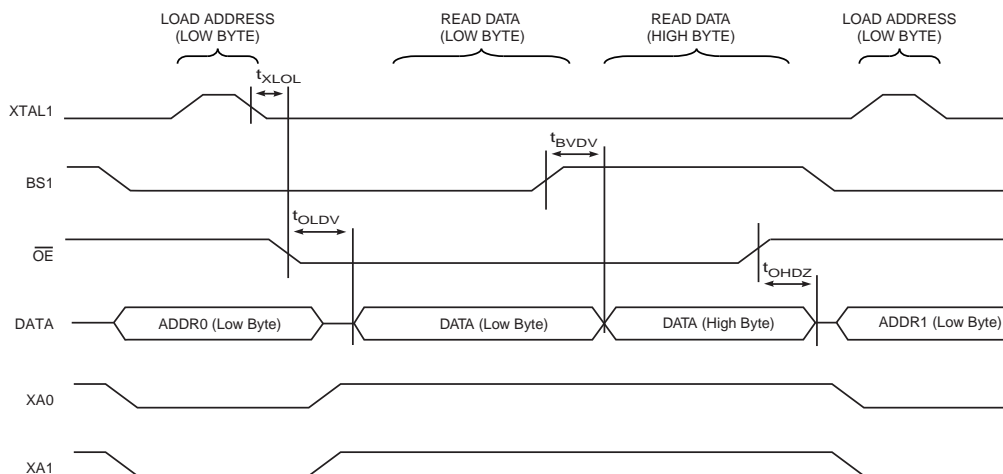 LOAD ADDRESS
(LOW BYTE)
READ DATA
(LOW BYTE)
READ DATA
(HIGH BYTE)
LOAD ADDRESS
(LOW BYTE)
tXLOL
XTAL1
tBVDV
BS1
tOLDV
OE
tOHDZ
DATA
ADDR0 (Low Byte)
DATA (Low Byte)
DATA (High Byte)
ADDR1 (Low Byte)
XA0
XA1